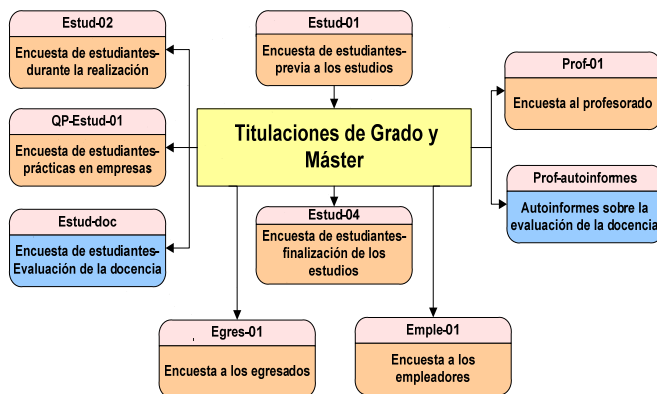 Estud-02
Encuesta de estudiantes-
durante la realización
Estud-01
Encuesta de estudiantes-
previa a los estudios
Prof-01
Encuesta al profesorado
QP-Estud-01
Encuesta de estudiantes-
prácticas en empresas
Titulaciones de Grado y
Máster
Prof-autoinformes
Autoinformes sobre la
evaluación de la docencia
Estud-doc
Encuesta de estudiantes-
Evaluación de la docencia
Estud-04
Encuesta de estudiantes-
finalización de los
estudios
Egres-01
Encuesta a los egresados
Emple-01
Encuesta a los
empleadores